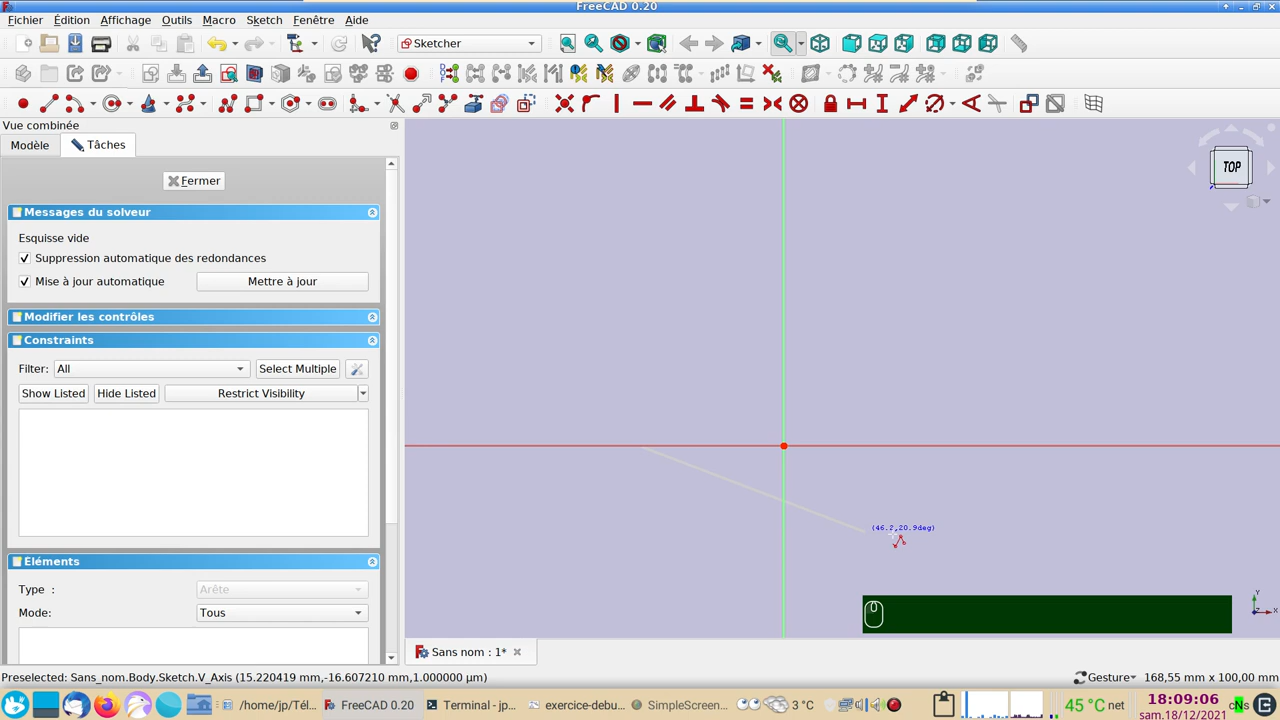 FreeCAD 0.20
Fichier Édition Affichage Outils Macro Sketch Fenêtre Aide
Sketcher
Vue combinée
Modèle Tâches
Fermer
Messages du solveur
Esquisse vide
Suppression automatique des redondances
Mise à jour automatique Mettre à jour
Modifier les contrôles
Constraints
Filter: All Select Multiple
Show Listed Hide Listed Restrict Visibility
Eléments
Type : Arête
Mode: Tous
TOP
(46.2,20.9deg)
Y
X
Sans nom : 1*
Preselected: Sans_nom.Body.Sketch.V_Axis (15.220419 mm,-16.607210 mm,1.000000 µm) Gesture 168,55 mm x 100,00 mm
/home/jp/Tél... FreeCAD 0.20 Terminal - jp... exercice-debu... SimpleScreen... 3 °C 45 °C net 18:09:06 cNs
sam.18/12/2021